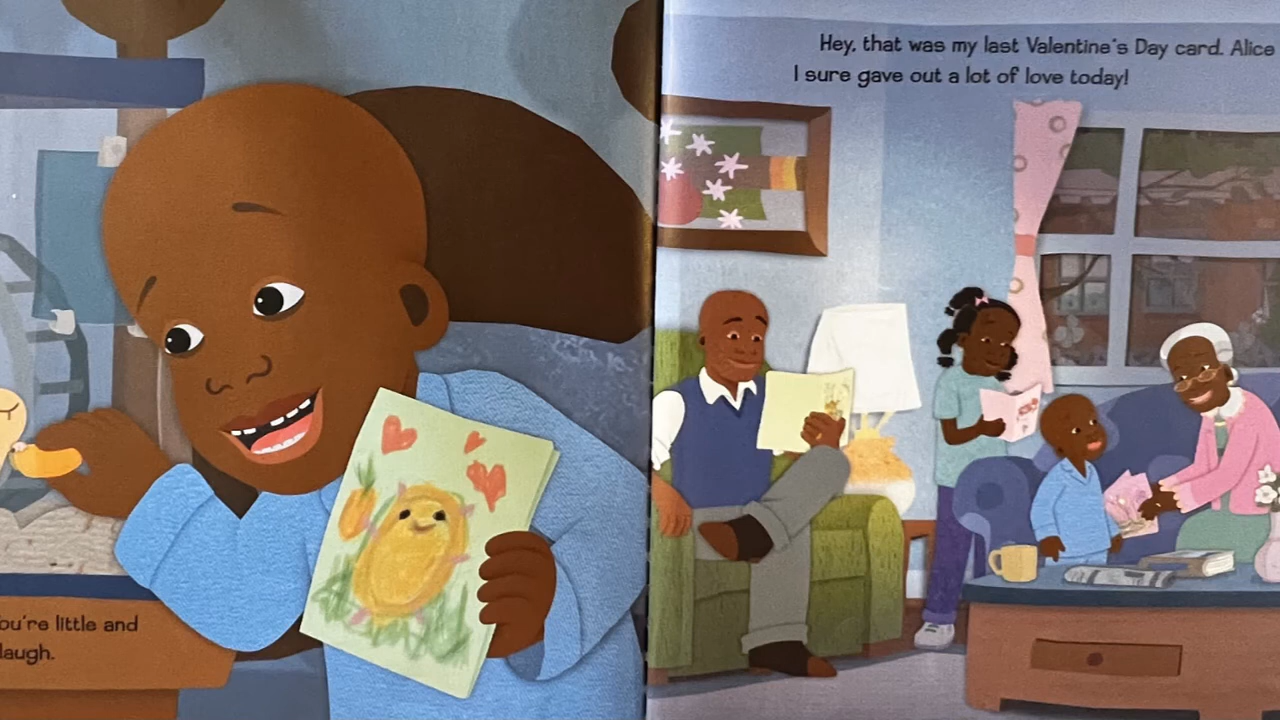 ou're little and
laugh.
Hey, that was my last Valentine's Day card. Alice
I sure gave out a lot of love today!